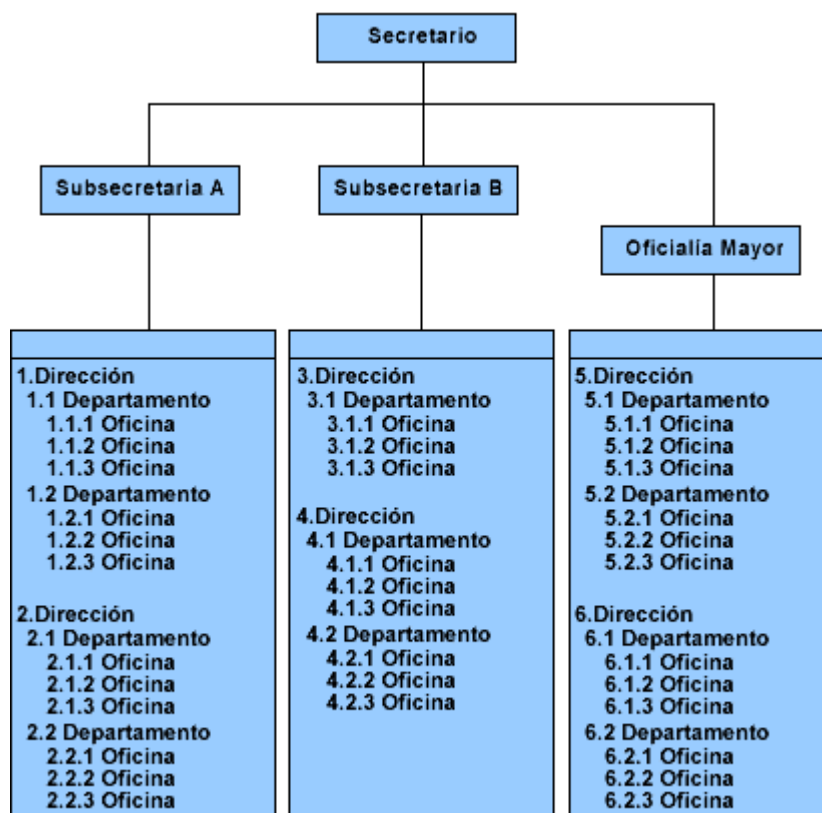 Secretario
Subsecretaria A
Subsecretaria B
Oficialía Mayor
1.Dirección
1.1 Departamento
1.1.1 Oficina
1.1.2 Oficina
1.1.3 Oficina
1.2 Departamento
1.2.1 Oficina
1.2.2 Oficina
1.2.3 Oficina
2.Dirección
2.1 Departamento
2.1.1 Oficina
2.1.2 Oficina
2.1.3 Oficina
2.2 Departamento
2.2.1 Oficina
2.2.2 Oficina
2.2.3 Oficina
3.Dirección
3.1 Departamento
3.1.1 Oficina
3.1.2 Oficina
3.1.3 Oficina
4.Dirección
4.1 Departamento
4.1.1 Oficina
4.1.2 Oficina
4.1.3 Oficina
4.2 Departamento
4.2.1 Oficina
4.2.2 Oficina
4.2.3 Oficina
5.Dirección
5.1 Departamento
5.1.1 Oficina
5.1.2 Oficina
5.1.3 Oficina
5.2 Departamento
5.2.1 Oficina
5.2.2 Oficina
5.2.3 Oficina
6.Dirección
6.1 Departamento
6.1.1 Oficina
6.1.2 Oficina
6.1.3 Oficina
6.2 Departamento
6.2.1 Oficina
6.2.2 Oficina
6.2.3 Oficina